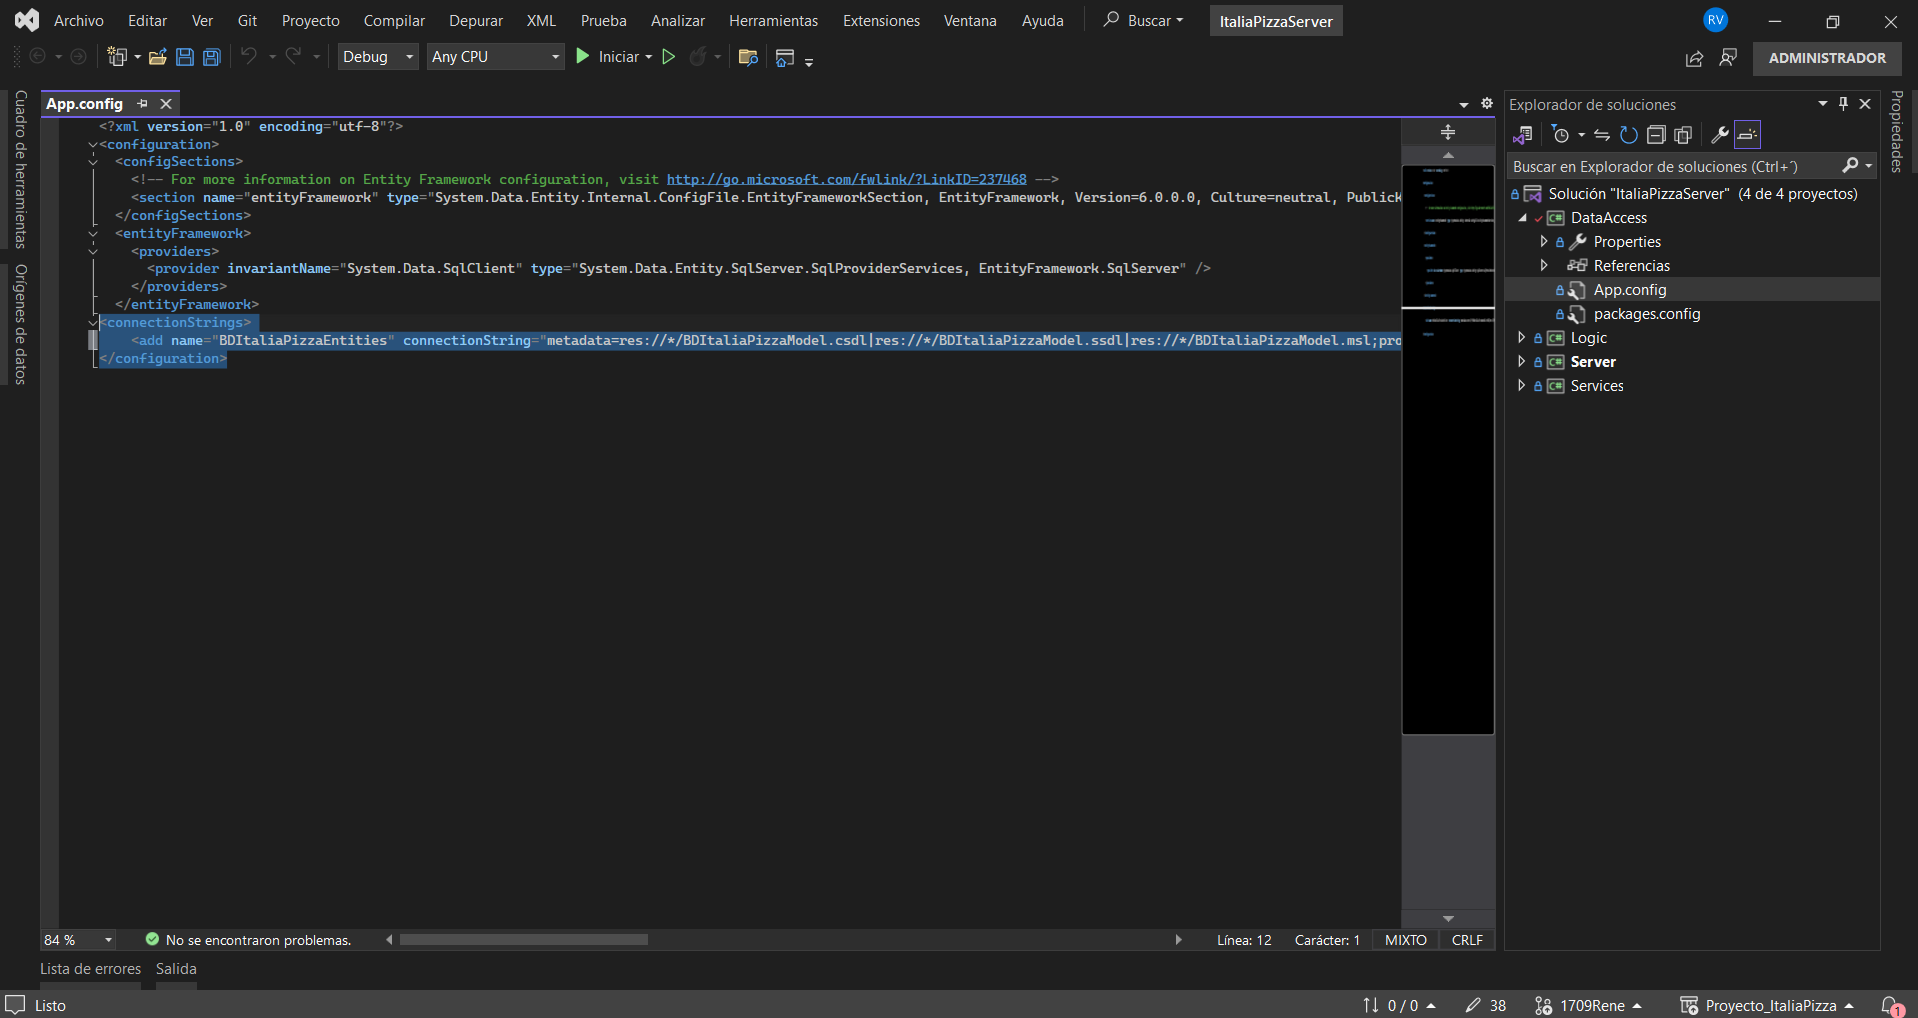 Archivo Editar Ver Git Proyecto Compilar Depurar XML Prueba Analizar Herramientas Extensiones Ventana Ayuda Buscar ItaliaPizzaServer RV
Debug Any CPU Iniciar ADMINISTRADOR
Cuadro de herramientas
Orígenes de datos
App.config
<?xml version="1.0" encoding="utf-8"?>
<configuration>
<configSections>
<!-- For more information on Entity Framework configuration, visit http://go.microsoft.com/fwlink/?LinkID=237468 -->
<section name="entityFramework" type="System.Data.Entity.Internal.ConfigFile.EntityFrameworkSection, EntityFramework, Version=6.0.0.0, Culture=neutral, PublicK
</configSections>
<entityFramework>
<providers>
<provider invariantName="System.Data.SqlClient" type="System.Data.Entity.SqlServer.SqlProviderServices, EntityFramework.SqlServer" />
</providers>
</entityFramework>
<connectionStrings>
<add name="BDItaliaPizzaEntities" connectionString="metadata=res://*/BDItaliaPizzaModel.csdl|res://*/BDItaliaPizzaModel.ssdl|res://*/BDItaliaPizzaModel.msl;pro
</configuration>
84 % No se encontraron problemas. Línea: 12 Carácter: 1 MIXTO CRLF
Explorador de soluciones
Buscar en Explorador de soluciones (Ctrl+´)
Solución "ItaliaPizzaServer" (4 de 4 proyectos)
DataAccess
Properties
Referencias
App.config
packages.config
Logic
Server
Services
Propiedades
Lista de errores Salida
Listo 0 / 0 38 1709Rene Proyecto_ItaliaPizza 1